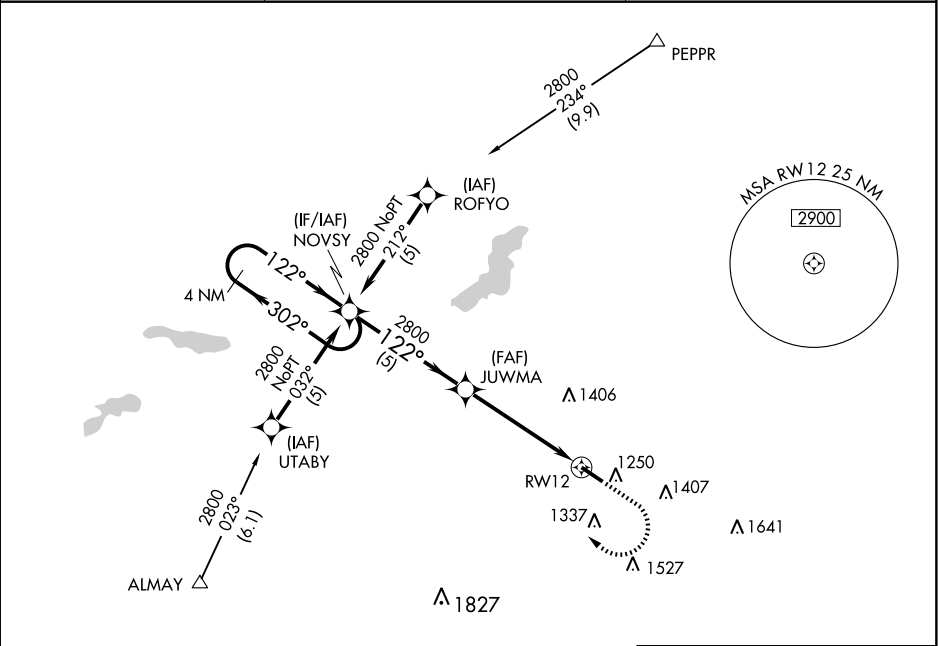 PEPPR
2800
234°
(9.9)
MSA RW12 25 NM
2900
(IAF)
ROFYO
2800 NoPT
212°
(5)
(IF/IAF)
NOVSY
122°
4 NM
302°
2800
122°
(5)
(FAF)
JUWMA
2800
NoPT
032°
(5)
1406
(IAF)
UTABY
RW12
1250
1407
1337
1641
1527
2800
023°
(6.1)
ALMAY
1827